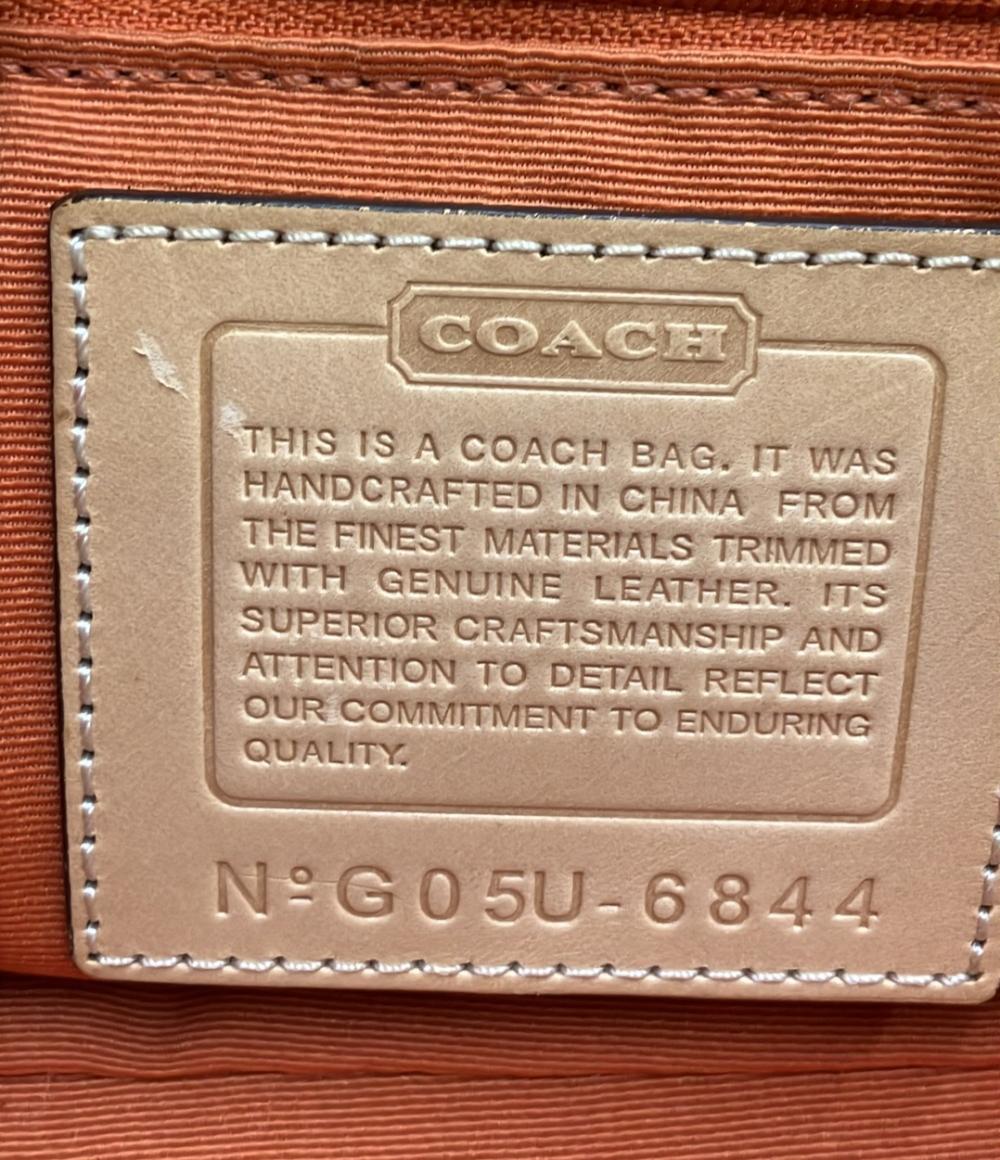 COACH
THIS IS A COACH BAG. IT WAS
HANDCRAFTED IN CHINA FROM
THE FINEST MATERIALS TRIMMED
WITH GENUINE LEATHER. ITS
SUPERIOR CRAFTSMANSHIP AND
ATTENTION TO DETAIL REFLECT
OUR COMMITMENT TO ENDURING
QUALITY.
Nº G05U-6844